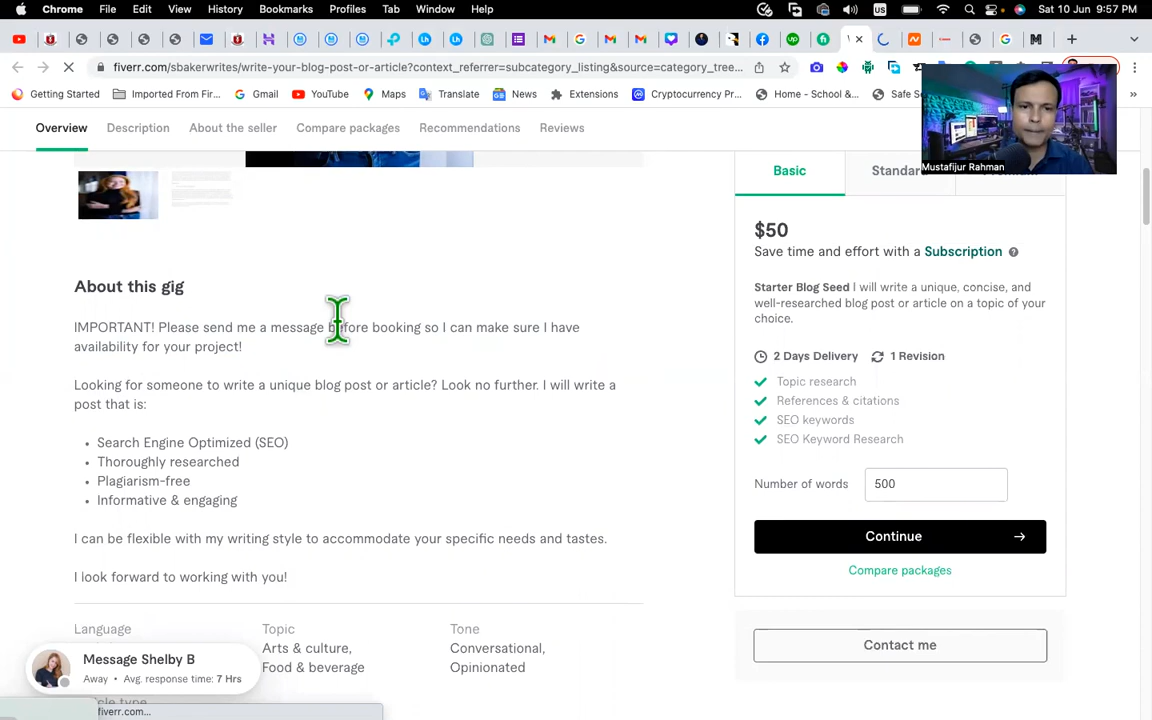 Chrome File Edit View History Bookmarks Profiles Tab Window Help
US
Sat 10 Jun 9:57 PM
fiverr.com/sbakerwrites/write-your-blog-post-or-article?context_referrer=subcategory_listing&source=category_tree...
Getting Started
Imported From Fir...
Gmail
YouTube
Maps
Translate
News
Extensions
Cryptocurrency Pr...
Home - School &...
Safe S
Mustafijur Rahman
Overview Description About the seller Compare packages Recommendations Reviews
Basic Standar
$50
Save time and effort with a Subscription
Starter Blog Seed I will write a unique, concise, and
well-researched blog post or article on a topic of your
choice.
2 Days Delivery 1 Revision
Topic research
References & citations
SEO keywords
SEO Keyword Research
Number of words 500
Continue
Compare packages
Contact me
About this gig
IMPORTANT! Please send me a message before booking so I can make sure I have
availability for your project!
Looking for someone to write a unique blog post or article? Look no further. I will write a
post that is:
• Search Engine Optimized (SEO)
• Thoroughly researched
• Plagiarism-free
• Informative & engaging
I can be flexible with my writing style to accommodate your specific needs and tastes.
I look forward to working with you!
Language Topic Tone
Arts & culture, Conversational,
Food & beverage Opinionated
Message Shelby B
Away • Avg. response time: 7 Hrs
fiverr.com...